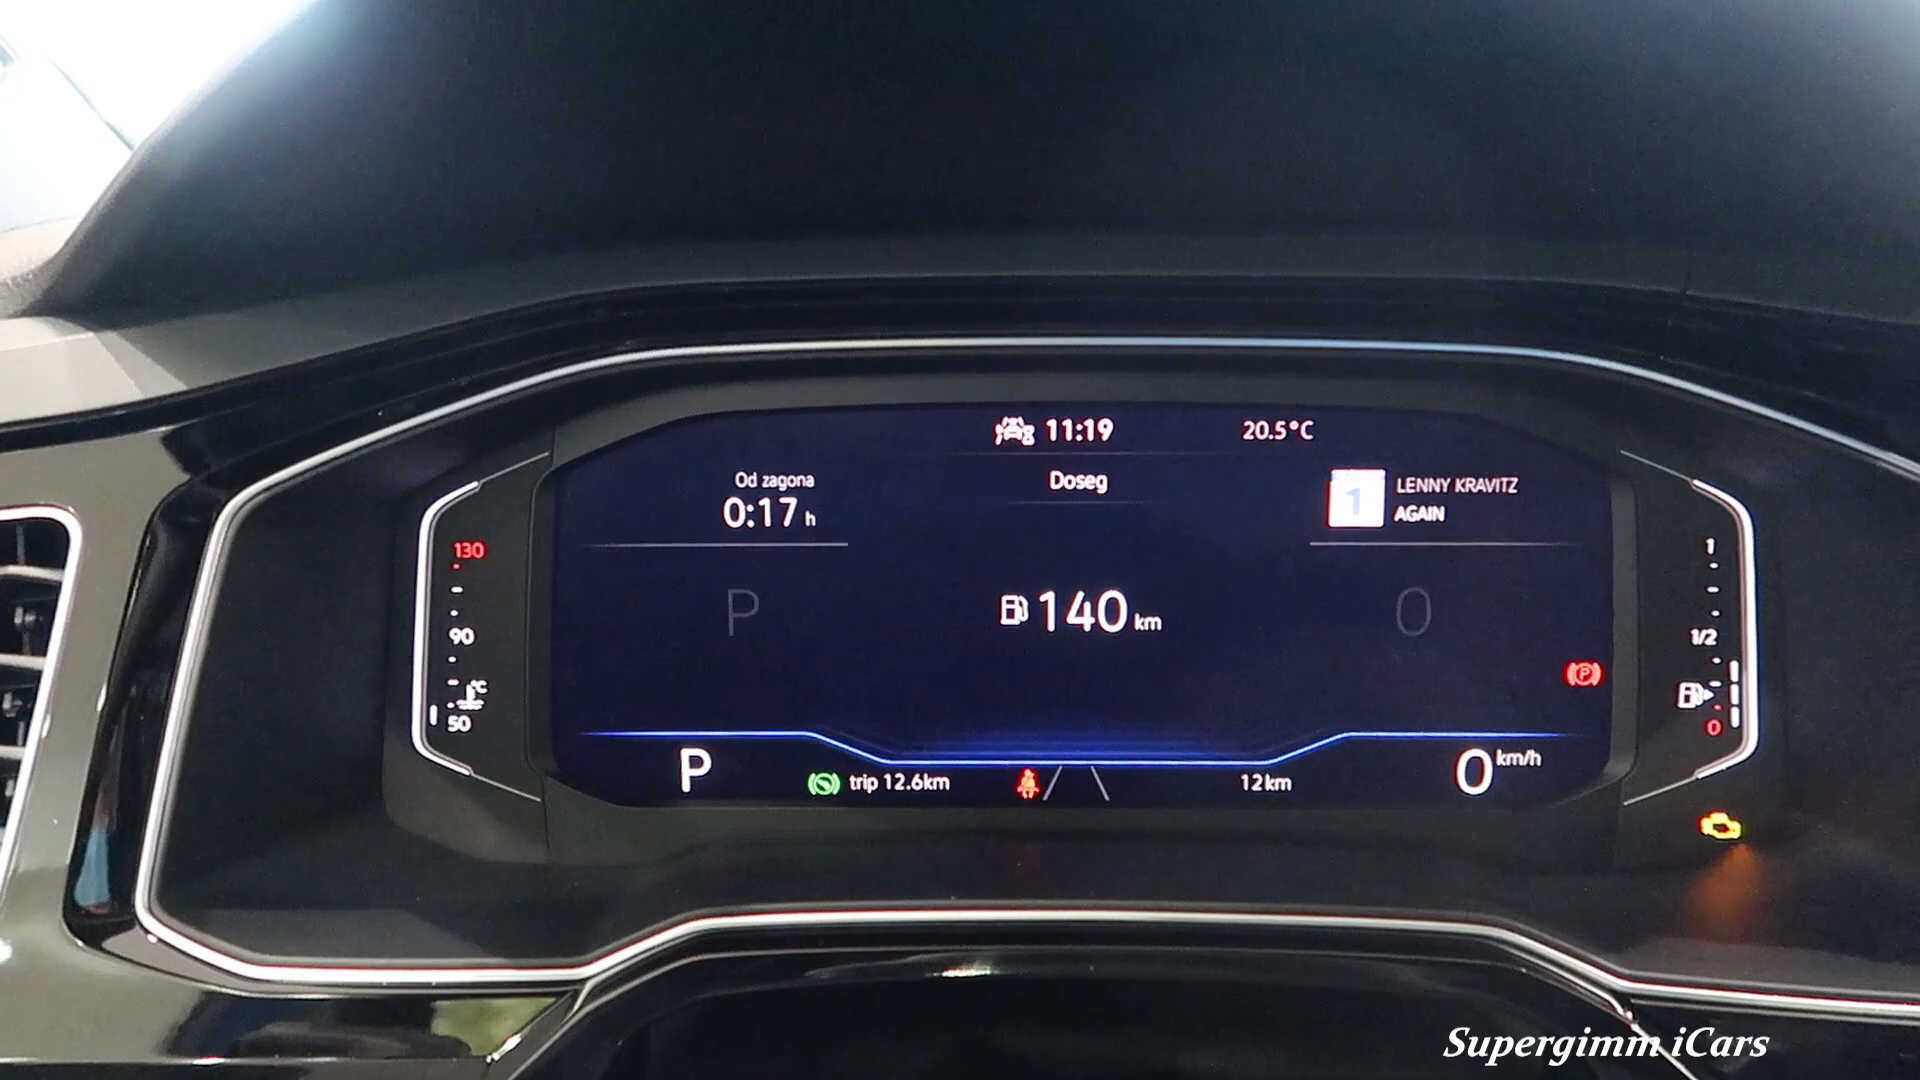 11:19
20.5°C
Od zagona
0:17 h
Doseg
1
LENNY KRAVITZ
AGAIN
130
90
°C
50
P
140 km
0
P
1
1/2
0
P
trip 12.6km
12km
0 km/h
Supergimm iCars